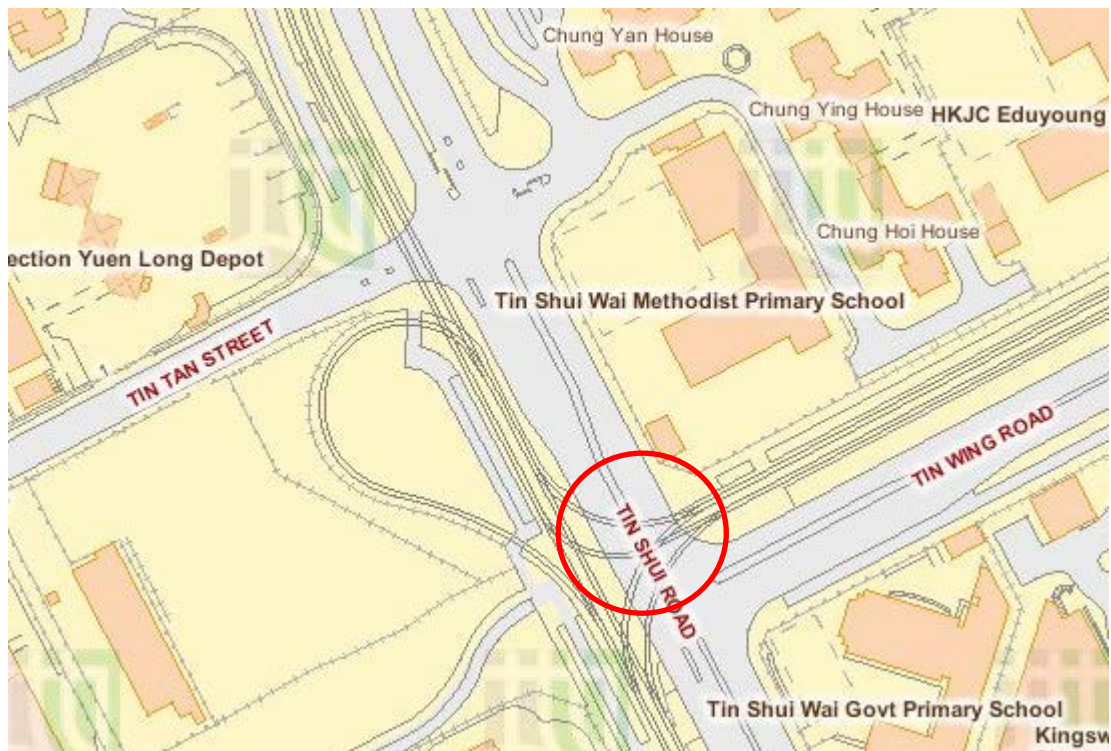 Chung Yan House
Chung Ying House
HKJC Eduyoung
Chung Hoi House
ection Yuen Long Depot
Tin Shui Wai Methodist Primary School
TIN TAN STREET
TIN WING ROAD
TIN SHUI ROAD
Tin Shui Wai Govt Primary School
Kingsw